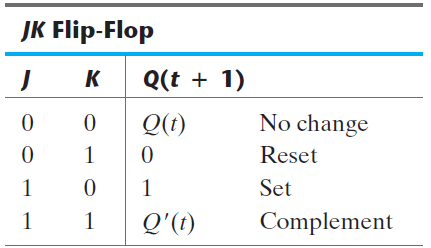 JK Flip-Flop
J K Q(t + 1)
0 0 Q(t) No change
0 1 0 Reset
1 0 1 Set
1 1 Q′(t) Complement